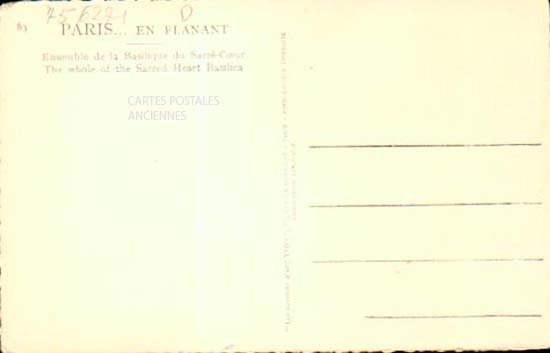 756271 D
83 PARIS... EN FLANANT
Ensemble de la Basilique du Sacré-Cœur
The whole of the Sacred Heart Basilica
CARTES POSTALES
ANCIENNES